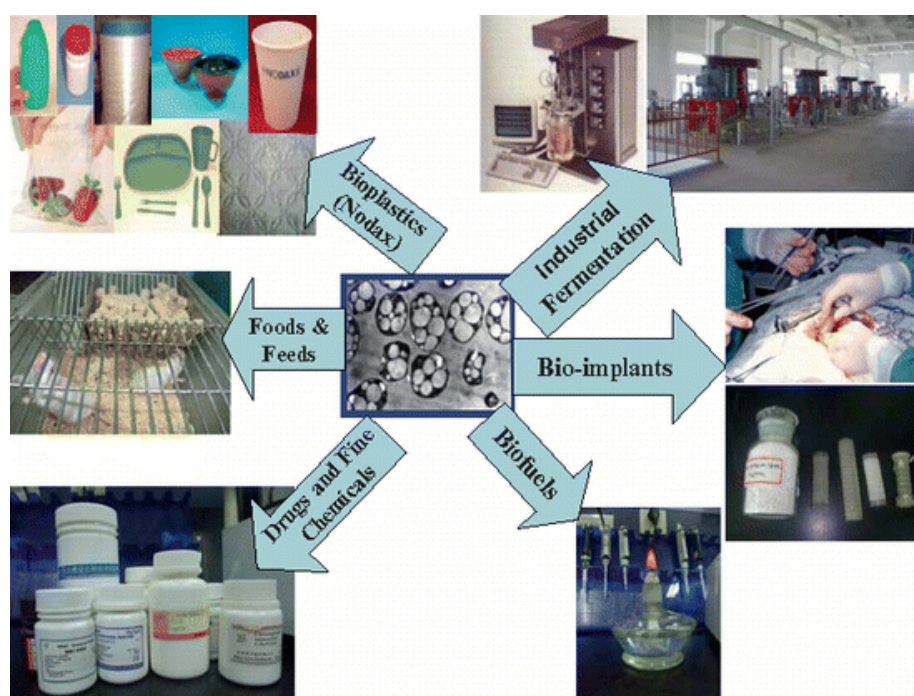 NODAX
Bioplastics
(Nodax)
Industrial
Fermentation
Foods &
Feeds
Bio-implants
Drugs and Fine
Chemicals
Biofuels